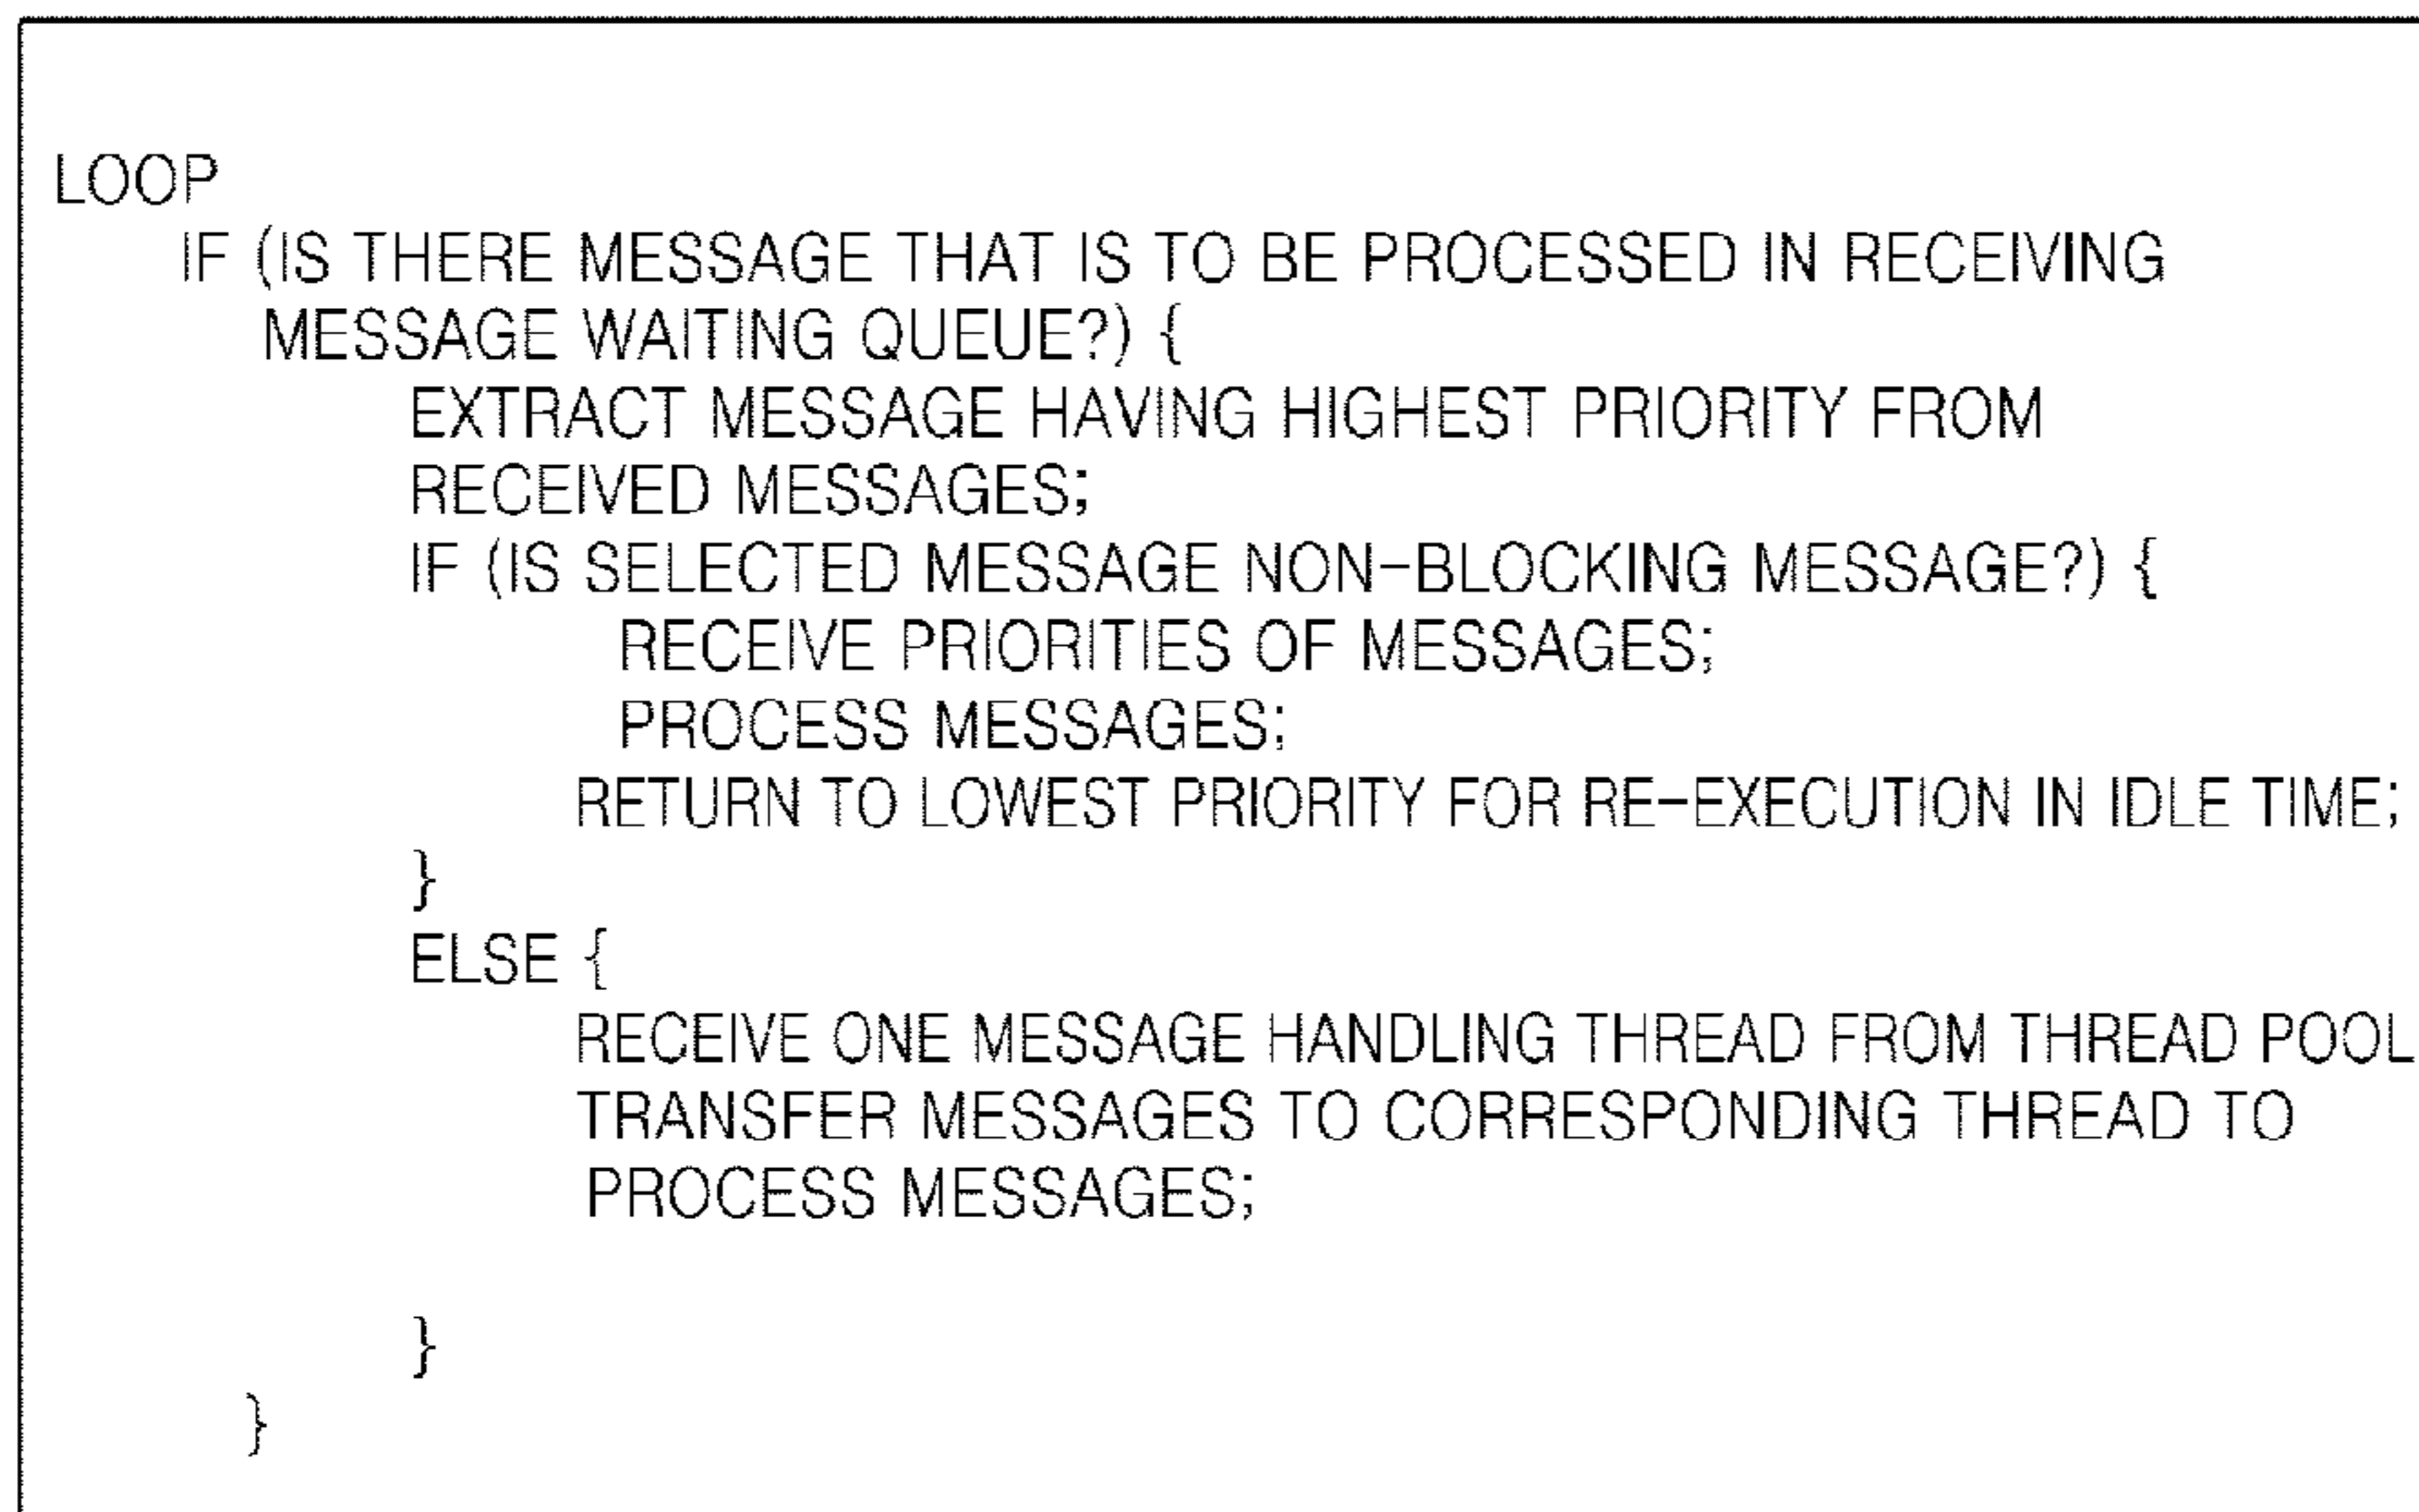 LOOP
IF (IS THERE MESSAGE THAT IS TO BE PROCESSED IN RECEIVING
MESSAGE WAITING QUEUE?) {
EXTRACT MESSAGE HAVING HIGHEST PRIORITY FROM
RECEIVED MESSAGES;
IF (IS SELECTED MESSAGE NON-BLOCKING MESSAGE?) {
RECEIVE PRIORITIES OF MESSAGES;
PROCESS MESSAGES;
RETURN TO LOWEST PRIORITY FOR RE-EXECUTION IN IDLE TIME;
}
ELSE {
RECEIVE ONE MESSAGE HANDLING THREAD FROM THREAD POOL
TRANSFER MESSAGES TO CORRESPONDING THREAD TO
PROCESS MESSAGES;
}
}